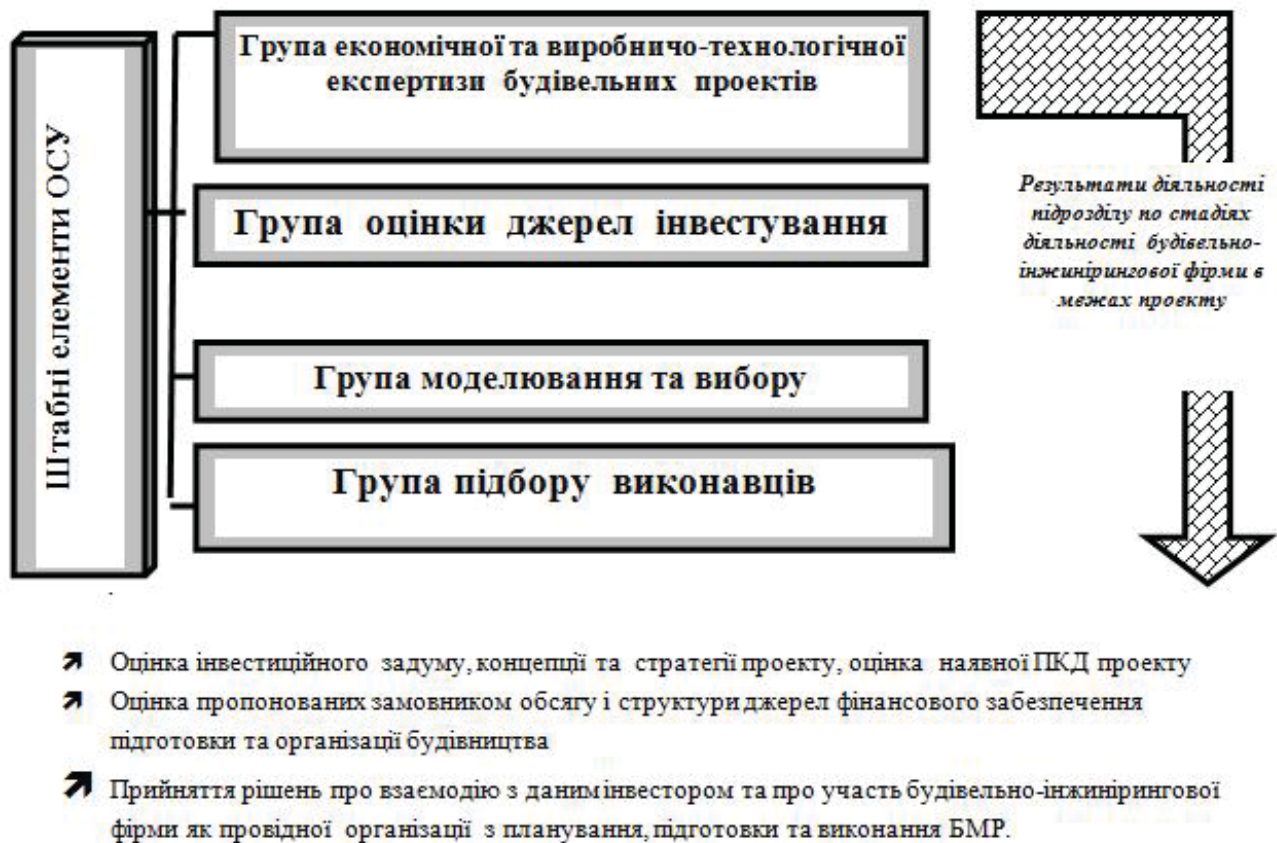 Штабні елементи ОСУ
Група економічної та виробничо-технологічної
експертизи будівельних проектів
Група оцінки джерел інвестування
Група моделювання та вибору
Група підбору виконавців
Результати діяльності
підрозділу по стадіях
діяльності будівельно-
інжинірингової фірми в
межах проекту
Оцінка інвестиційного задуму, концепції та стратегії проекту, оцінка наявної ПКД проекту
Оцінка пропонованих замовником обсягу і структури джерел фінансового забезпечення
підготовки та організації будівництва
Прийняття рішень про взаємодію з даним інвестором та про участь будівельно-інжинірингової
фірми як провідної організації з планування, підготовки та виконання БМР.